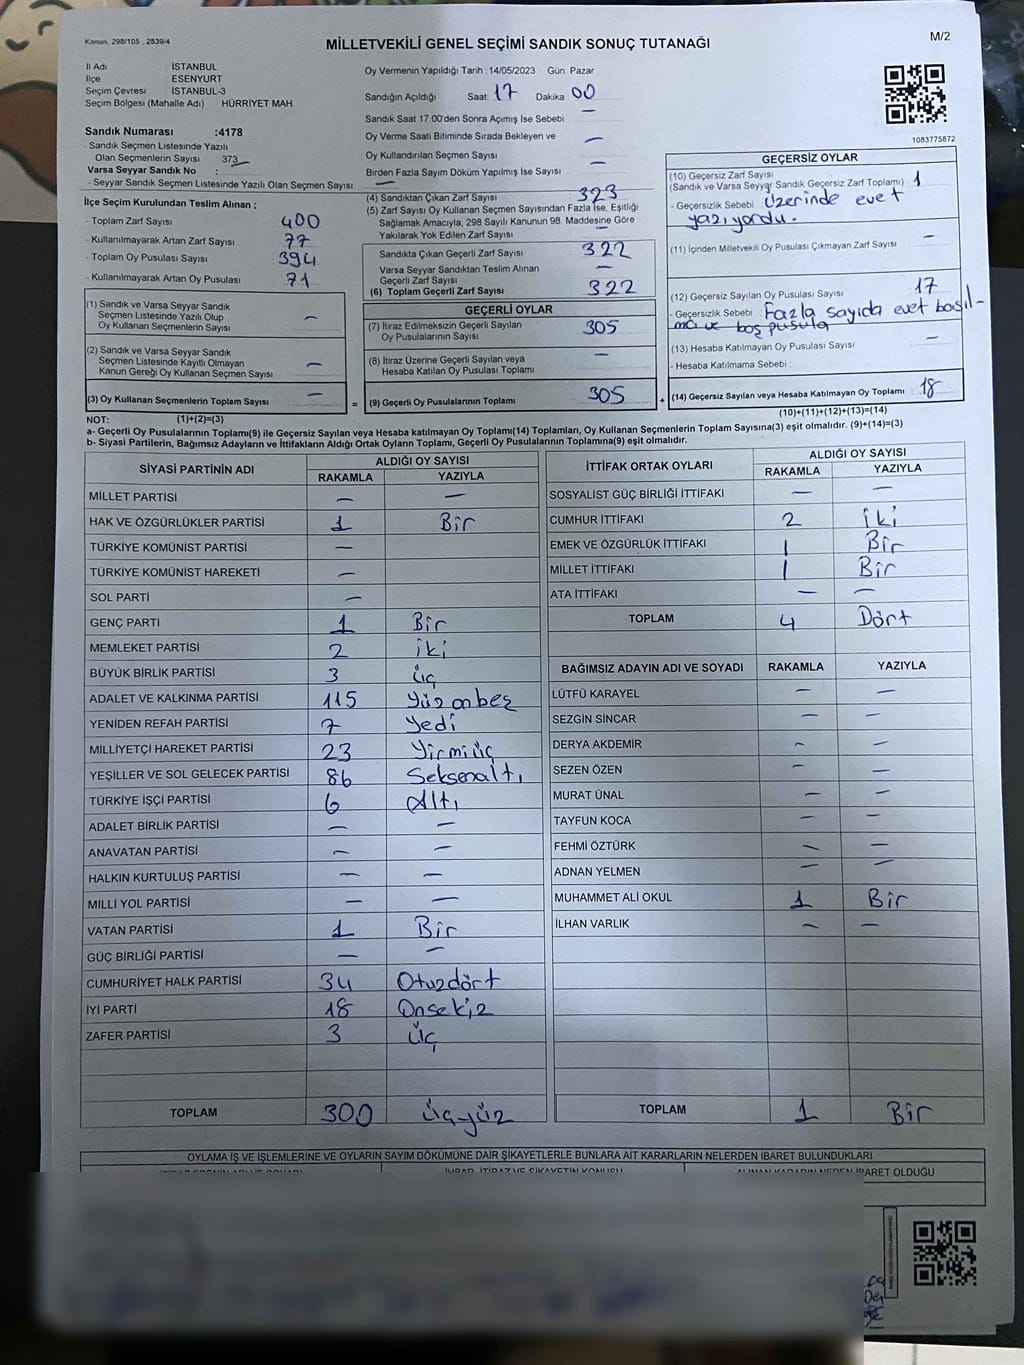 Kanun, 298/105 , 2839/4
MİLLETVEKİLİ GENEL SEÇİMİ SANDIK SONUÇ TUTANAĞI
M/2
İl Adı İSTANBUL
İlçe ESENYURT
Seçim Çevresi İSTANBUL-3
Seçim Bölgesi (Mahalle Adı) HÜRRİYET MAH.
Sandık Numarası :4178
- Sandık Seçmen Listesinde Yazılı
Olan Seçmenlerin Sayısı 373
Varsa Seyyar Sandık No :
- Seyyar Sandık Seçmen Listesinde Yazılı Olan Seçmen Sayısı —
İlçe Seçim Kurulundan Teslim Alınan ;
- Toplam Zarf Sayısı 400
- Kullanılmayarak Artan Zarf Sayısı 77
- Toplam Oy Pusulası Sayısı 394
- Kullanılmayarak Artan Oy Pusulası 71
(1) Sandık ve Varsa Seyyar Sandık
Seçmen Listesinde Yazılı Olup
Oy Kullanan Seçmenlerin Sayısı —
(2) Sandık ve Varsa Seyyar Sandık
Seçmen Listesinde Kayıtlı Olmayan
Kanun Gereği Oy Kullanan Seçmen Sayısı —
(3) Oy Kullanan Seçmenlerin Toplam Sayısı —
Oy Vermenin Yapıldığı Tarih :14/05/2023 Gün: Pazar
Sandığın Açıldığı Saat: 17 Dakika 00
Sandık Saat 17:00'den Sonra Açımış İse Sebebi —
Oy Verme Saati Bitiminde Sırada Bekleyen ve
Oy Kullandırılan Seçmen Sayısı —
Birden Fazla Sayım Döküm Yapılmış İse Sayısı —
(4) Sandıktan Çıkan Zarf Sayısı 323
(5) Zarf Sayısı Oy Kullanan Seçmen Sayısından Fazla İse, Eşitliği
Sağlamak Amacıyla, 298 Sayılı Kanunun 98. Maddesine Göre
Yakılarak Yok Edilen Zarf Sayısı —
Sandıkta Çıkan Geçerli Zarf Sayısı 322
Varsa Seyyar Sandıktan Teslim Alınan
Geçerli Zarf Sayısı —
(6) Toplam Geçerli Zarf Sayısı 322
GEÇERLİ OYLAR
(7) İtiraz Edilmeksizin Geçerli Sayılan
Oy Pusulalarının Sayısı 305
(8) İtiraz Üzerine Geçerli Sayılan veya
Hesaba Katılan Oy Pusulası Toplamı —
= (9) Geçerli Oy Pusulalarının Toplamı 305 +
1083775872
GEÇERSİZ OYLAR
(10) Geçersiz Zarf Sayısı 1
(Sandık ve Varsa Seyyar Sandık Geçersiz Zarf Toplamı)
- Geçersizlik Sebebi Üzerinde evet
yazıyordu.
(11) İçinden Milletvekili Oy Pusulası Çıkmayan Zarf Sayısı —
(12) Geçersiz Sayılan Oy Pusulası Sayısı 17
- Geçersizlik Sebebi Fazla sayıda evet basıl-
ma ve boş pusula
(13) Hesaba Katılmayan Oy Pusulası Sayısı —
- Hesaba Katılmama Sebebi
(14) Geçersiz Sayılan veya Hesaba Katılmayan Oy Toplamı 18
NOT: (1)+(2)=(3) (10)+(11)+(12)+(13)=(14)
a- Geçerli Oy Pusulalarının Toplamı(9) ile Geçersiz Sayılan veya Hesaba katılmayan Oy Toplamı(14) Toplamları, Oy Kullanan Seçmenlerin Toplam Sayısına(3) eşit olmalıdır. (9)+(14)=(3)
b- Siyasi Partilerin, Bağımsız Adayların ve İttifakların Aldığı Ortak Oyların Toplamı, Geçerli Oy Pusulalarının Toplamına(9) eşit olmalıdır.
SİYASİ PARTİNİN ADI ALDIĞI OY SAYISI
RAKAMLA YAZIYLA
MİLLET PARTİSİ — —
HAK VE ÖZGÜRLÜKLER PARTİSİ 1 Bir
TÜRKİYE KOMÜNİST PARTİSİ —
TÜRKİYE KOMÜNİST HAREKETİ —
SOL PARTİ —
GENÇ PARTİ 1 Bir
MEMLEKET PARTİSİ 2 iki
BÜYÜK BİRLİK PARTİSİ 3 üç
ADALET VE KALKINMA PARTİSİ 115 Yüzonbeş
YENİDEN REFAH PARTİSİ 7 Yedi
MİLLİYETÇİ HAREKET PARTİSİ 23 Yirmiüç
YEŞİLLER VE SOL GELECEK PARTİSİ 86 Seksenaltı
TÜRKİYE İŞÇİ PARTİSİ 6 Altı
ADALET BİRLİK PARTİSİ — —
ANAVATAN PARTİSİ — —
HALKIN KURTULUŞ PARTİSİ — —
MİLLİ YOL PARTİSİ — —
VATAN PARTİSİ 1 Bir
GÜÇ BİRLİĞİ PARTİSİ — —
CUMHURİYET HALK PARTİSİ 34 Otuzdört
İYİ PARTİ 18 Onsekiz
ZAFER PARTİSİ 3 üç
TOPLAM 300 üçyüz
İTTİFAK ORTAK OYLARI ALDIĞI OY SAYISI
RAKAMLA YAZIYLA
SOSYALİST GÜÇ BİRLİĞİ İTTİFAKI — —
CUMHUR İTTİFAKI 2 iki
EMEK VE ÖZGÜRLÜK İTTİFAKI 1 Bir
MİLLET İTTİFAKI 1 Bir
ATA İTTİFAKI — —
TOPLAM 4 Dört
BAĞIMSIZ ADAYIN ADI VE SOYADI RAKAMLA YAZIYLA
LÜTFÜ KARAYEL — —
SEZGİN SİNCAR — —
DERYA AKDEMİR — —
SEZEN ÖZEN — —
MURAT ÜNAL — —
TAYFUN KOCA — —
FEHMİ ÖZTÜRK — —
ADNAN YELMEN — —
MUHAMMET ALİ OKUL 1 Bir
İLHAN VARLIK — —
TOPLAM 1 Bir
OYLAMA İŞ VE İŞLEMLERİNE VE OYLARIN SAYIM DÖKÜMÜNE DAİR ŞİKAYETLERLE BUNLARA AİT KARARLARIN NELERDEN İBARET BULUNDUKLARI
İHBAR, İTİRAZ VE ŞİKAYETİN KONUSU ALINAN KARARIN NEDEN İBARET OLDUĞU